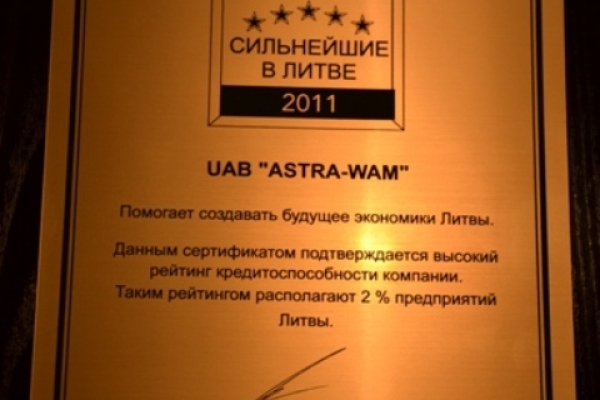 СИЛЬНЕЙШИЕ
В ЛИТВЕ
2011
UAB "ASTRA-WAM"
Помогает создавать будущее экономики Литвы.
Данным сертификатом подтверждается высокий
рейтинг кредитоспособности компании.
Таким рейтингом располагают 2 % предприятий
Литвы.